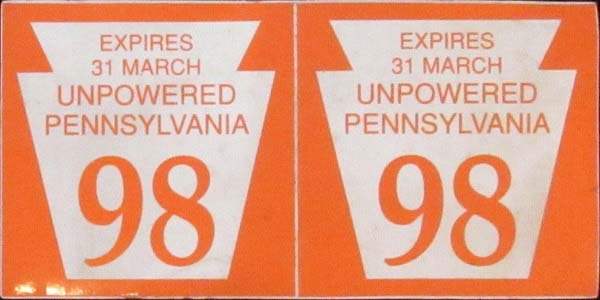 EXPIRES
31 MARCH
UNPOWERED
PENNSYLVANIA
98
EXPIRES
31 MARCH
UNPOWERED
PENNSYLVANIA
98